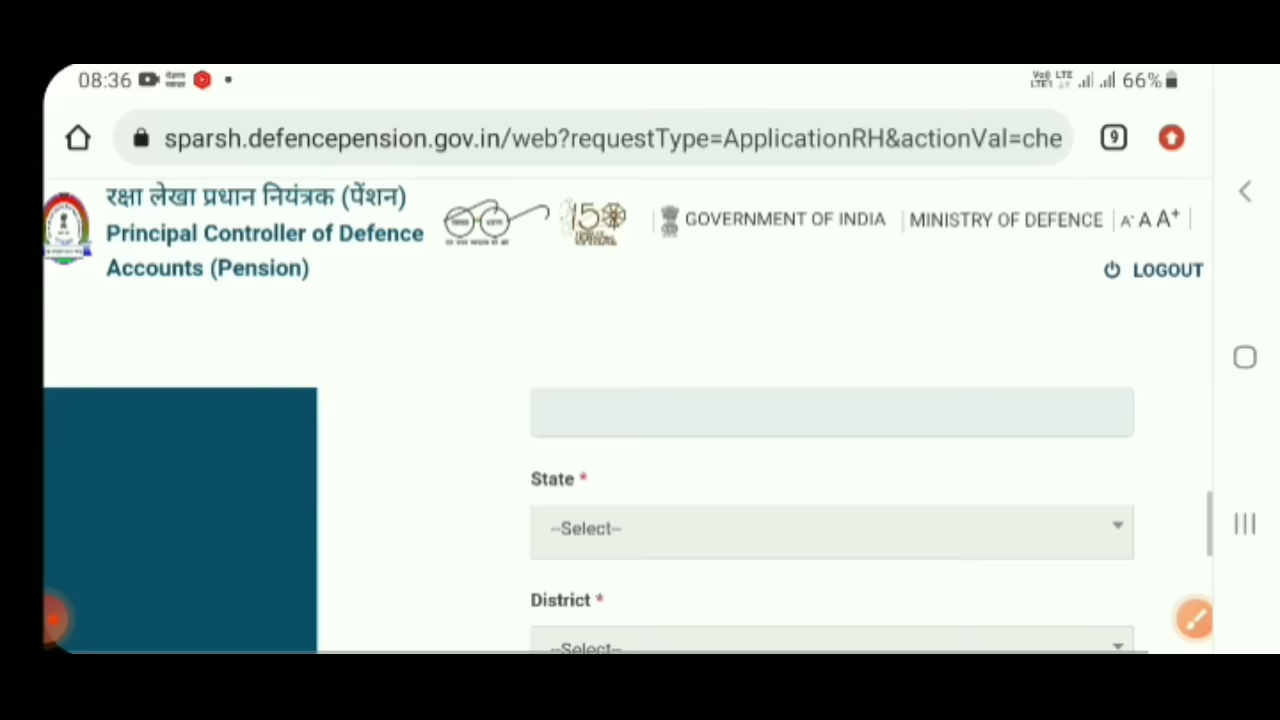 08:36
66%
sparsh.defencepension.gov.in/web?requestType=ApplicationRH&actionVal=che
9
रक्षा लेखा प्रधान नियंत्रक (पेंशन)
Principal Controller of Defence
Accounts (Pension)
GOVERNMENT OF INDIA
MINISTRY OF DEFENCE
A- A A+
LOGOUT
State *
--Select--
District *
--Select--